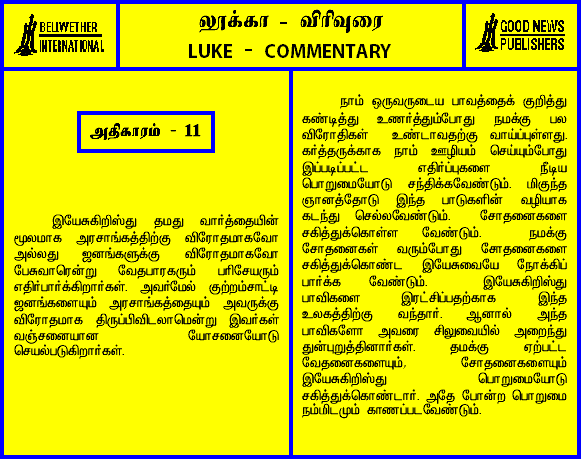 BELLWETHER
INTERNATIONAL
லூக்கா - விரிவுரை
LUKE - COMMENTARY
GOOD NEWS
PUBLISHERS
அதிகாரம் - 11
இயேசுகிறிஸ்து தமது வார்த்தையின்
மூலமாக அரசாங்கத்திற்கு விரோதமாகவோ
அல்லது ஜனங்களுக்கு விரோதமாகவோ
பேசுவாரென்று வேதபாரகரும் பரிசேயரும்
எதிர்பார்க்கிறார்கள். அவர்மேல் குற்றம்சாட்டி
ஜனங்களையும் அரசாங்கத்தையும் அவருக்கு
விரோதமாக திருப்பிவிடலாமென்று இவர்கள்
வஞ்சனையான யோசனையோடு
செயல்படுகிறார்கள்.
நாம் ஒருவருடைய பாவத்தைக் குறித்து
கண்டித்து உணர்த்தும்போது நமக்கு பல
விரோதிகள் உண்டாவதற்கு வாய்ப்புள்ளது.
கர்த்தருக்காக நாம் ஊழியம் செய்யும்போது
இப்படிப்பட்ட எதிர்ப்புகளை நீடிய
பொறுமையோடு சந்திக்கவேண்டும். மிகுந்த
ஞானத்தோடு இந்த பாடுகளின் வழியாக
கடந்து செல்லவேண்டும். சோதனைகளை
சகித்துக்கொள்ள வேண்டும். நமக்கு
சோதனைகள் வரும்போது சோதனைகளை
சகித்துக்கொண்ட இயேசுவையே நோக்கிப்
பார்க்க வேண்டும். இயேசுகிறிஸ்து
பாவிகளை இரட்சிப்பதற்காக இந்த
உலகத்திற்கு வந்தார். ஆனால் அந்த
பாவிகளோ அவரை சிலுவையில் அறைந்து
துன்புறுத்தினார்கள். தமக்கு ஏற்பட்ட
வேதனைகளையும், சோதனைகளையும்
இயேசுகிறிஸ்து பொறுமையோடு
சகித்துக்கொண்டார். அதே போன்ற பொறுமை
நம்மிடமும் காணப்படவேண்டும்.